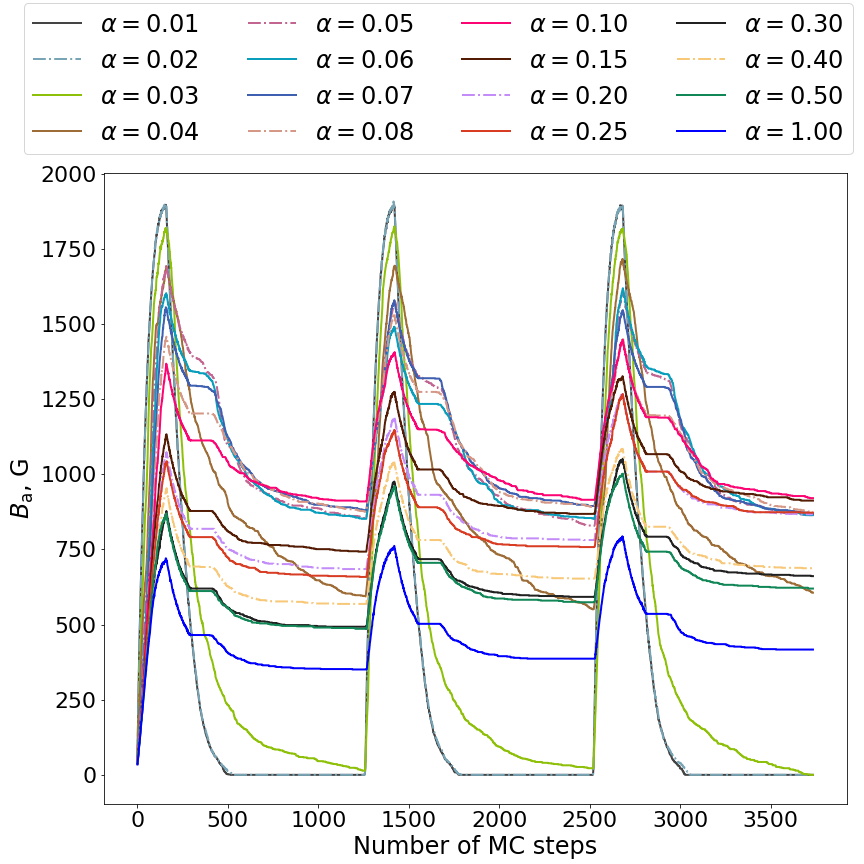 α = 0.01 α = 0.05 α = 0.10 α = 0.30
α = 0.02 α = 0.06 α = 0.15 α = 0.40
α = 0.03 α = 0.07 α = 0.20 α = 0.50
α = 0.04 α = 0.08 α = 0.25 α = 1.00
2000
1750
1500
1250
1000
750
500
250
0
Bₐ, G
0 500 1000 1500 2000 2500 3000 3500
Number of MC steps